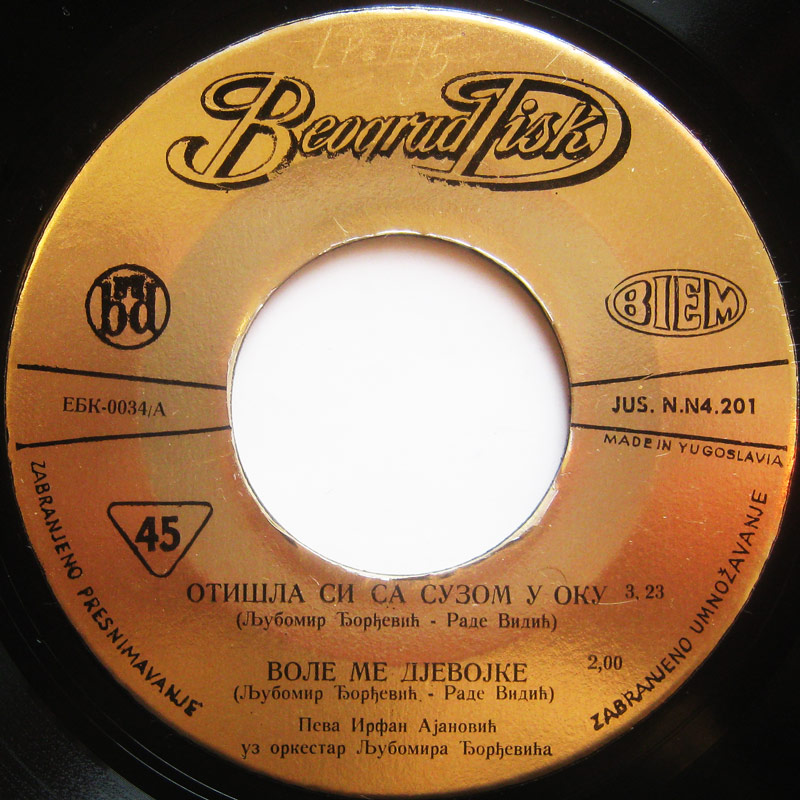 Beograd Disk
bd
BIEM
ЕБК-0034/А
JUS. N.N4.201
MADE IN YUGOSLAVIA
45
ОТИШЛА СИ СА СУЗОМ У ОКУ 3,23
(Љубомир Ђорђевић - Раде Видић)
ВОЛЕ МЕ ДЈЕВОЈКЕ 2,00
(Љубомир Ђорђевић - Раде Видић)
Пева Ирфан Ајановић
уз оркестар Љубомира Ђорђевића
ZABRANJENO PRESNIMAVANJE
ZABRANJENO UMNOŽAVANJE